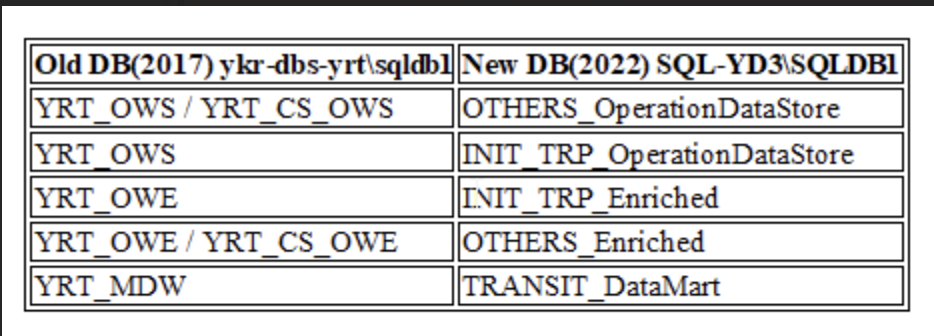 Old DB(2017) ykr-dbs-yrt\sqldb1 New DB(2022) SQL-YD3\SQLDB1
YRT_OWS / YRT_CS_OWS OTHERS_OperationDataStore
YRT_OWS INIT_TRP_OperationDataStore
YRT_OWE INIT_TRP_Enriched
YRT_OWE / YRT_CS_OWE OTHERS_Enriched
YRT_MDW TRANSIT_DataMart